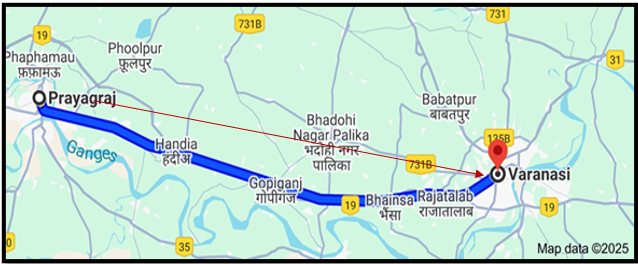 731
19
731B
Phoolpur
फूलपुर
Phaphamau
फ़फ़ामऊ
31
Prayagraj
Babatpur
बाबतपुर
Bhadohi
Nagar Palika
भदोही नगर
पालिका
135B
Handia
हंदीअ
Ganges
731B
Varanasi
Gopiganj
गोपीगंज
Bhainsa
भैंसा
Rajatalab
राजातालाब
19
19
35
Map data ©2025